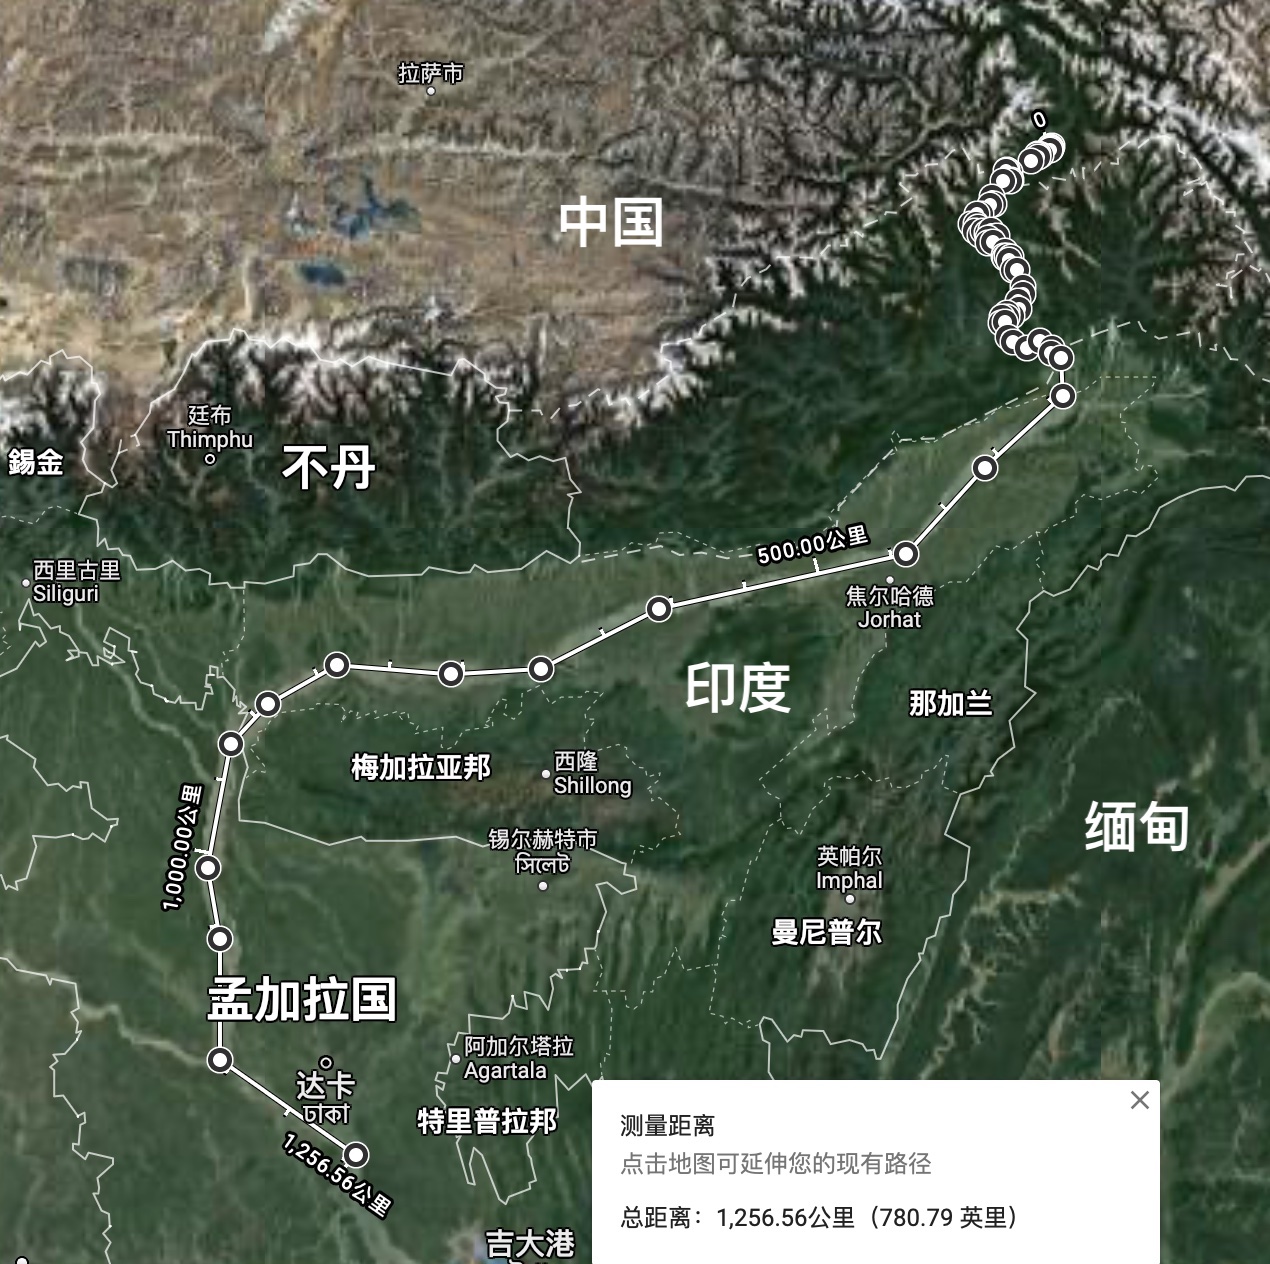 拉萨市
0
中国
廷布
Thimphu
不丹
錫金
500.00公里
西里古里
Siliguri
焦尔哈德
Jorhat
印度
那加兰
梅加拉亚邦
西隆
Shillong
1,000.00公里
缅甸
锡尔赫特市
সিলেট
英帕尔
Imphal
曼尼普尔
孟加拉国
阿加尔塔拉
Agartala
达卡
ঢাকা
特里普拉邦
1,256.56公里
测量距离
点击地图可延伸您的现有路径
总距离：1,256.56公里（780.79 英里）
吉大港